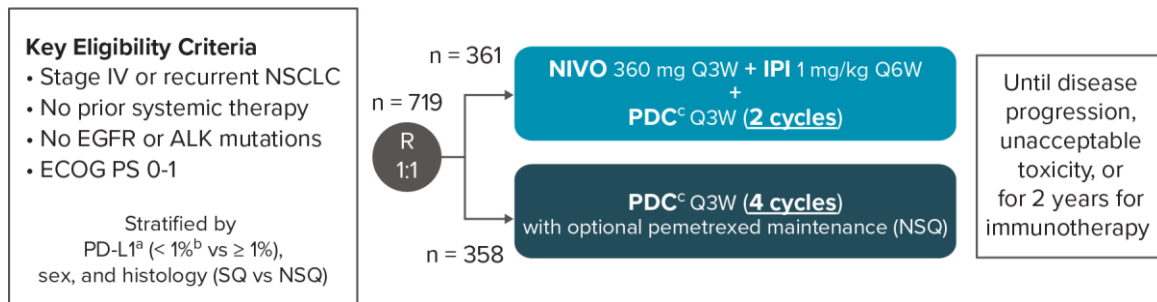 Key Eligibility Criteria
• Stage IV or recurrent NSCLC
• No prior systemic therapy
• No EGFR or ALK mutations
• ECOG PS 0-1
Stratified by
PD-L1ᵃ (< 1%ᵇ vs ≥ 1%),
sex, and histology (SQ vs NSQ)
n = 719
R
1:1
n = 361
NIVO 360 mg Q3W + IPI 1 mg/kg Q6W
+
PDCᶜ Q3W (2 cycles)
PDCᶜ Q3W (4 cycles)
with optional pemetrexed maintenance (NSQ)
n = 358
Until disease
progression,
unacceptable
toxicity, or
for 2 years for
immunotherapy